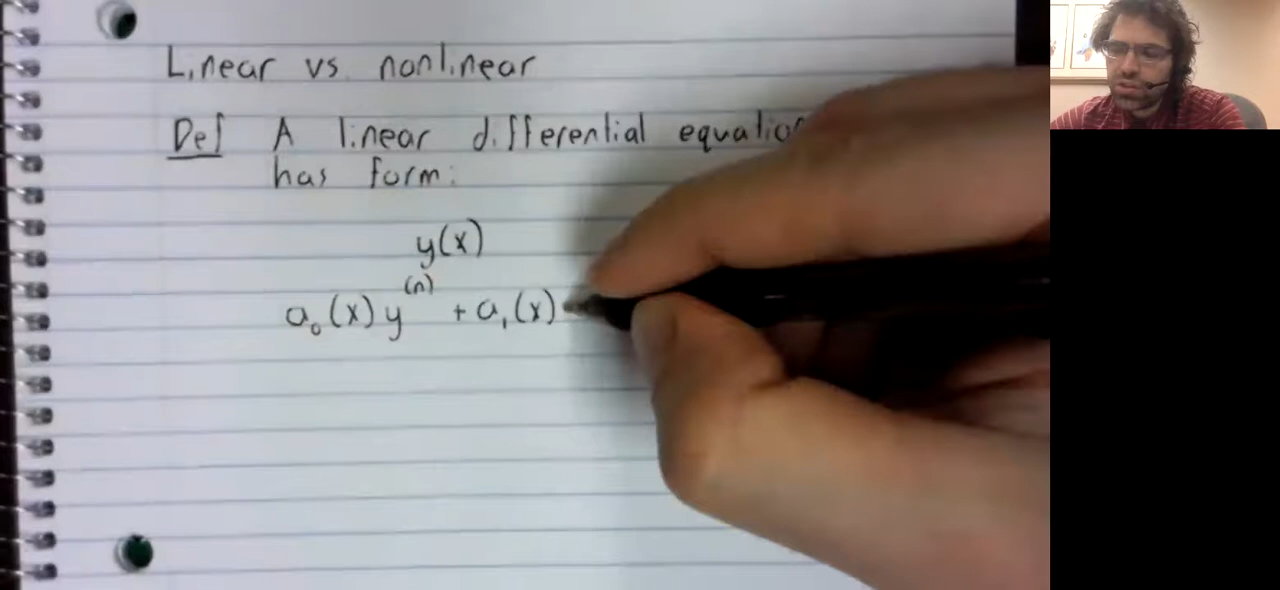 Linear vs nonlinear
Def A linear differential equation
has form:
y(x)
a₀(x)y⁽ⁿ⁾ + a₁(x)